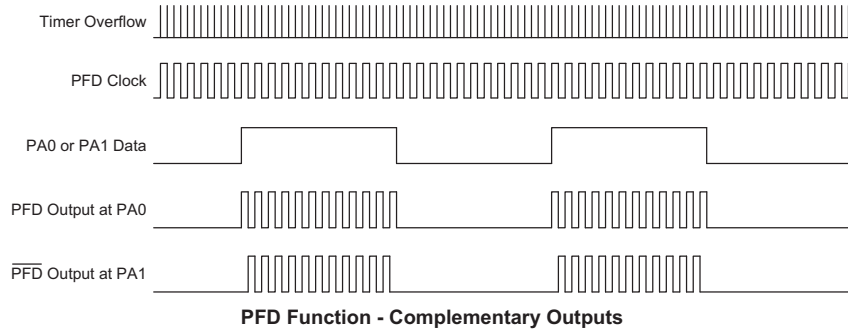 Timer Overflow
PFD Clock
PA0 or PA1 Data
PFD Output at PA0
P̅F̅D̅ Output at PA1
PFD Function - Complementary Outputs